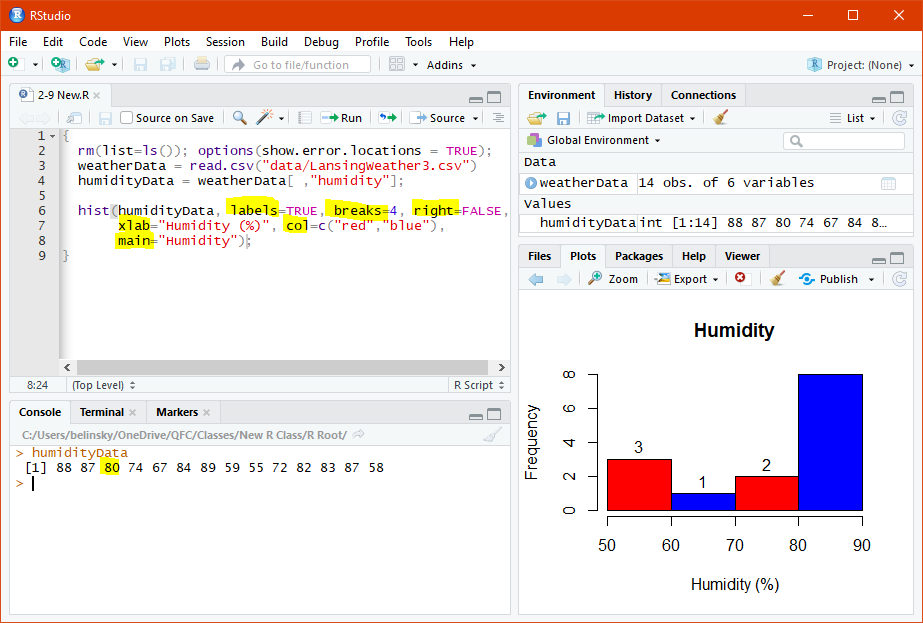 RStudio
File Edit Code View Plots Session Build Debug Profile Tools Help
Go to file/function Addins Project: (None)
2-9 New.R
Source on Save Run Source
1 {
2 rm(list=ls()); options(show.error.locations = TRUE);
3 weatherData = read.csv("data/LansingWeather3.csv")
4 humidityData = weatherData[ ,"humidity"];
5
6 hist(humidityData, labels=TRUE, breaks=4, right=FALSE,
7 xlab="Humidity (%)", col=c("red","blue"),
8 main="Humidity");
9 }
8:24 (Top Level) R Script
Console Terminal Markers
C:/Users/belinsky/OneDrive/QFC/Classes/New R Class/R Root/
> humidityData
[1] 88 87 80 74 67 84 89 59 55 72 82 83 87 58
>
Environment History Connections
Import Dataset List
Global Environment
Data
weatherData 14 obs. of 6 variables
Values
humidityData int [1:14] 88 87 80 74 67 84 8…
Files Plots Packages Help Viewer
Zoom Export Publish
Humidity
Frequency
8
6
4
2
0
3
1
2
50 60 70 80 90
Humidity (%)